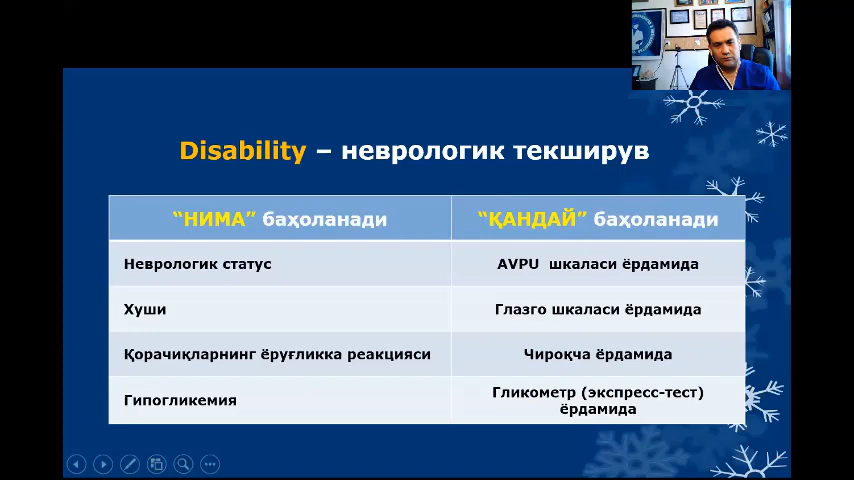 Disability – неврологик текширув
“НИМА” баҳоланади
“ҚАНДАЙ” баҳоланади
Неврологик статус
AVPU шкаласи ёрдамида
Хуши
Глазго шкаласи ёрдамида
Қорачиқларнинг ёруғликка реакцияси
Чироқча ёрдамида
Гипогликемия
Гликометр (экспресс-тест)
ёрдамида